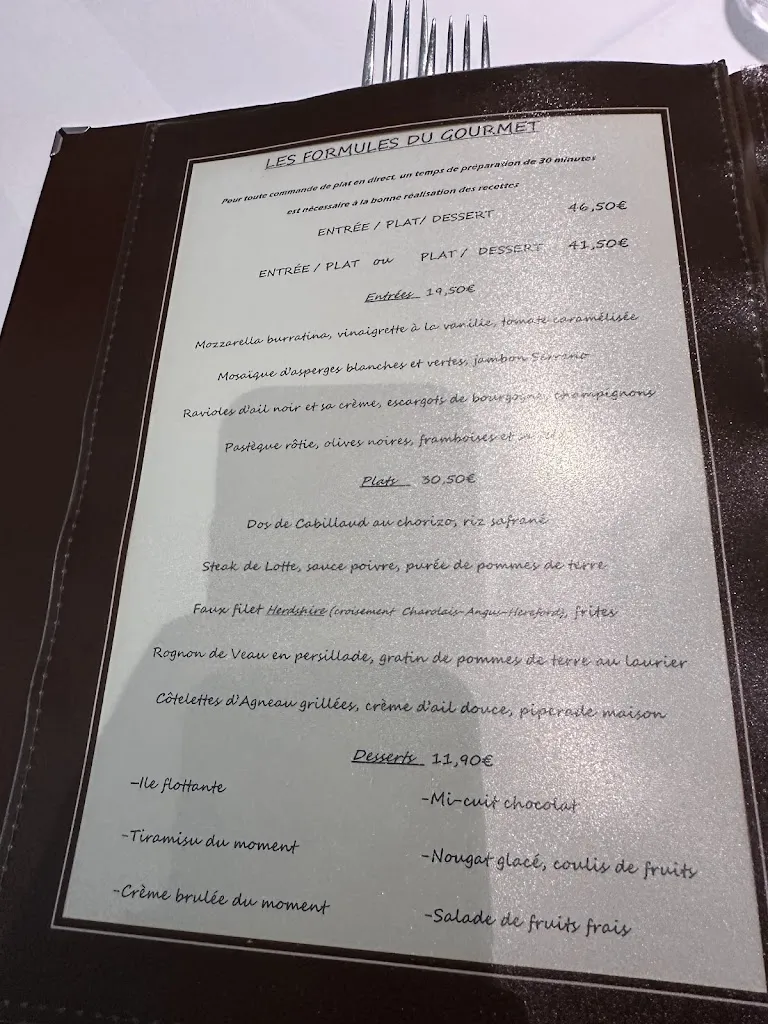 LES FORMULES DU GOURMET
Pour toute commande de plat en direct, un temps de préparation de 30 minutes
est nécessaire à la bonne réalisation des recettes
ENTRÉE / PLAT/ DESSERT 46,50€
ENTRÉE / PLAT ou PLAT / DESSERT 41,50€
Entrées 19,50€
Mozzarella burratina, vinaigrette à la vanille, tomate caramélisée
Mosaïque d'asperges blanches et vertes, jambon Serrano
Ravioles d'ail noir et sa crème, escargots de bourgogne, champignons
Pastèque rôtie, olives noires, framboises et
Plats 30,50€
Dos de Cabillaud au chorizo, riz safrané
Steak de Lotte, sauce poivre, purée de pommes de terre
Faux filet Herdshire (croisement Charolais-Angus-Hereford), frites
Rognon de Veau en persillade, gratin de pommes de terre au laurier
Côtelettes d'Agneau grillées, crème d'ail douce, piperade maison
Desserts 11,90€
-Ile flottante
-Mi-cuit chocolat
-Tiramisu du moment
-Nougat glacé, coulis de fruits
-Crème brulée du moment
-Salade de fruits frais